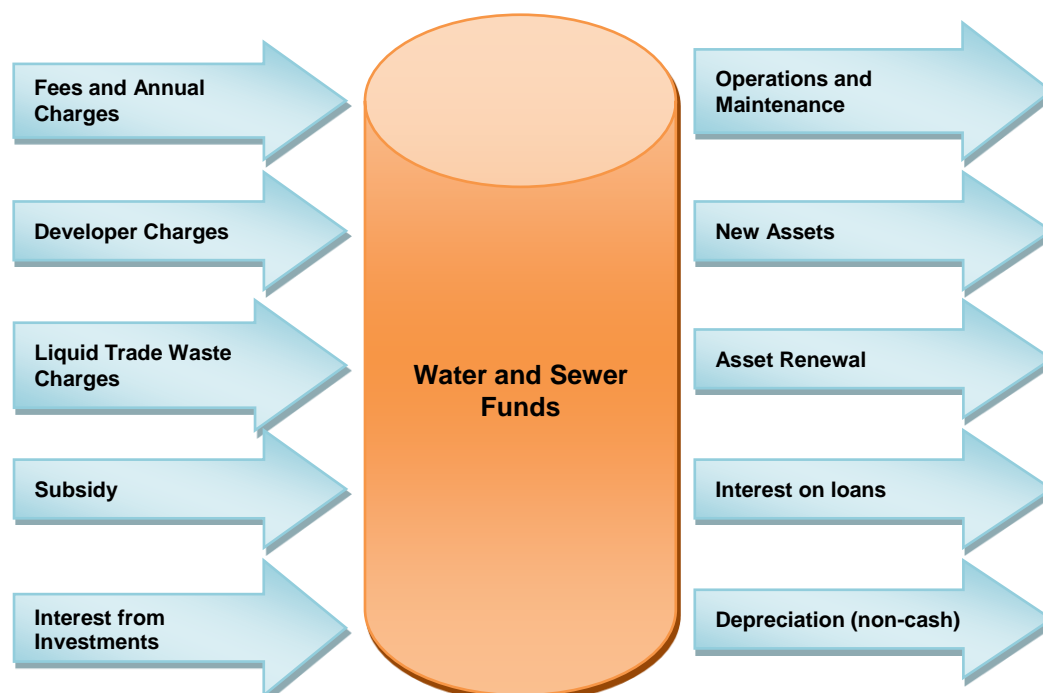 Fees and Annual
Charges
Developer Charges
Liquid Trade Waste
Charges
Subsidy
Interest from
Investments
Water and Sewer
Funds
Operations and
Maintenance
New Assets
Asset Renewal
Interest on loans
Depreciation (non-cash)